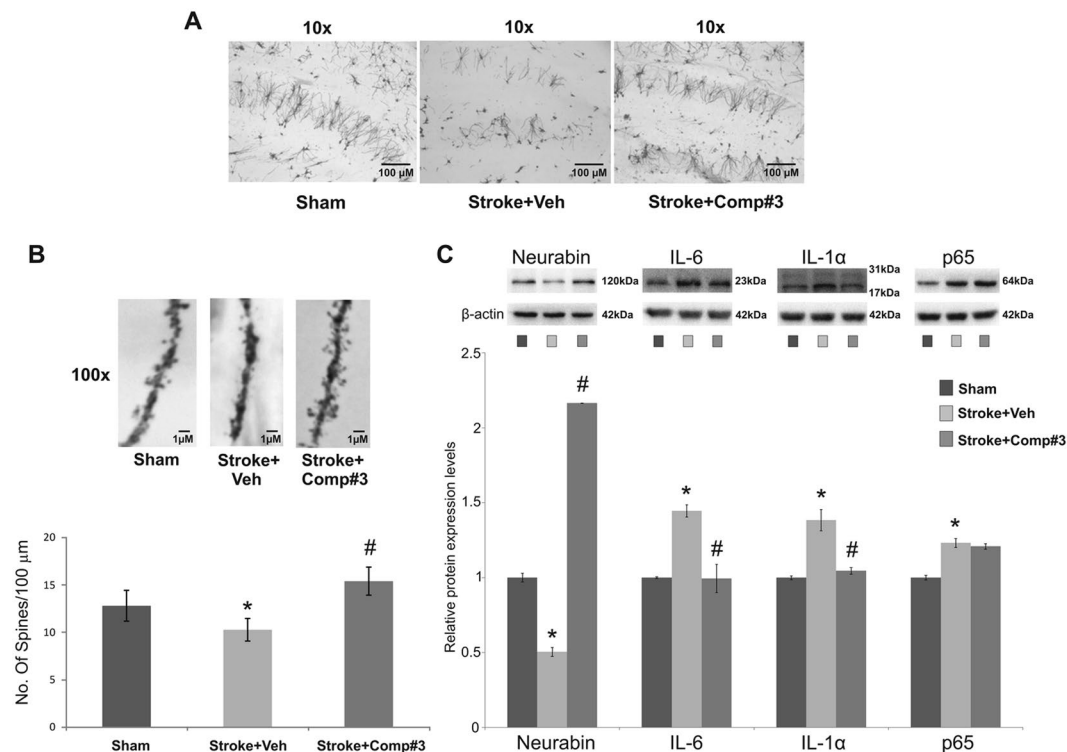 A
10x 10x 10x
100 µM 100 µM 100 µM
Sham Stroke+Veh Stroke+Comp#3
B
100x
1µM 1µM 1µM
Sham Stroke+ Stroke+
Veh Comp#3
No. Of Spines/100 µm
20
15
10
5
0
*
#
Sham Stroke+Veh Stroke+Comp#3
C
Neurabin IL-6 IL-1α p65
120kDa 23kDa 31kDa 64kDa
17kDa
β-actin 42kDa 42kDa 42kDa 42kDa
Relative protein expression levels
2.5
2
1.5
1
0.5
0
Sham
Stroke+Veh
Stroke+Comp#3
* # * # * # *
Neurabin IL-6 IL-1α p65